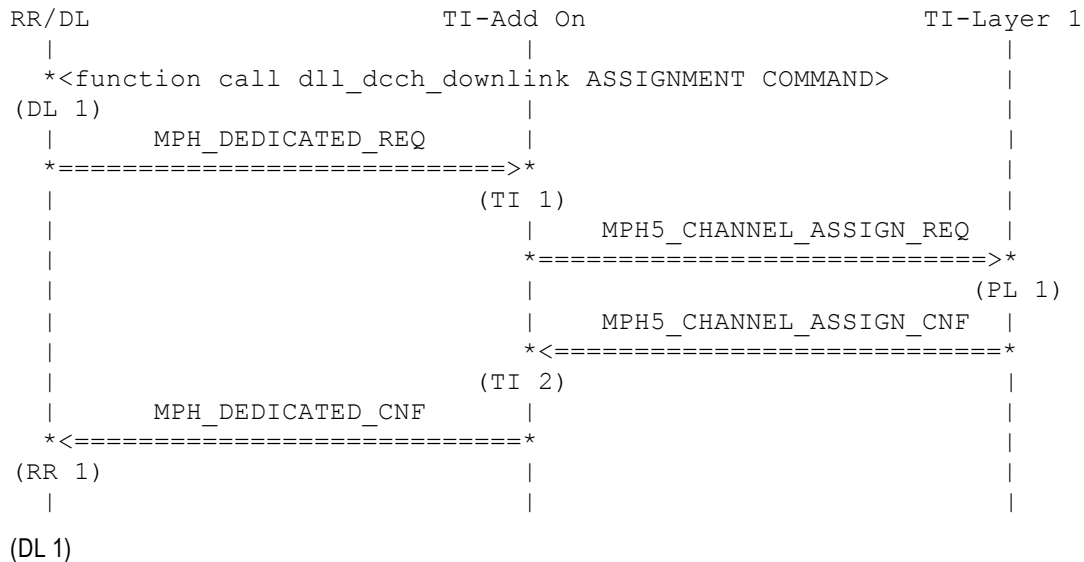 RR/DL                      TI-Add On                     TI-Layer 1
  |                             |                             |
  *<function call dll_dcch_downlink ASSIGNMENT COMMAND>       |
(DL 1)                          |                             |
  |      MPH_DEDICATED_REQ      |                             |
  *============================>*                             |
  |                          (TI 1)                           |
  |                             |    MPH5_CHANNEL_ASSIGN_REQ  |
  |                             *============================>*
  |                             |                           (PL 1)
  |                             |    MPH5_CHANNEL_ASSIGN_CNF  |
  |                             *<============================*
  |                          (TI 2)                           |
  |      MPH_DEDICATED_CNF      |                             |
  *<============================*                             |
(RR 1)                          |                             |
  |                             |                             |
(DL 1)